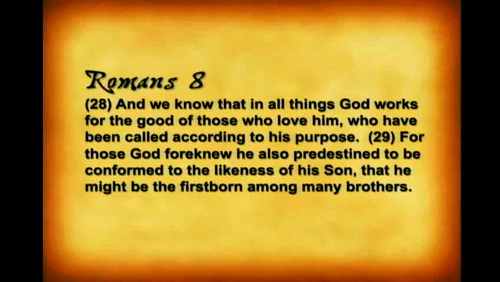 Romans 8
(28) And we know that in all things God works
for the good of those who love him, who have
been called according to his purpose.  (29) For
those God foreknew he also predestined to be
conformed to the likeness of his Son, that he
might be the firstborn among many brothers.